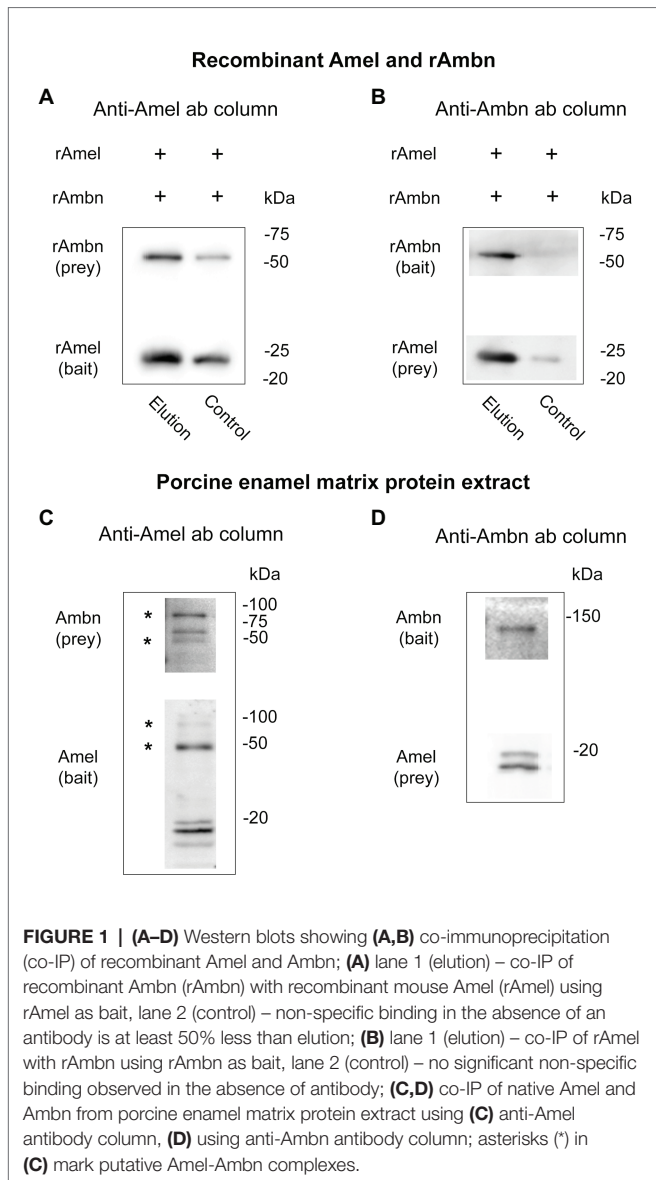 Recombinant Amel and rAmbn
A
Anti-Amel ab column
rAmel + +
rAmbn + + kDa
rAmbn
(prey)
-75
-50
rAmel
(bait)
-25
-20
Elution
Control
B
Anti-Ambn ab column
rAmel + +
rAmbn + + kDa
rAmbn
(bait)
-75
-50
rAmel
(prey)
-25
-20
Elution
Control
Porcine enamel matrix protein extract
C
Anti-Amel ab column
kDa
Ambn
(prey)
*
*
-100
-75
-50
Amel
(bait)
*
*
-100
-50
-20
D
Anti-Ambn ab column
kDa
Ambn
(bait)
-150
Amel
(prey)
-20
FIGURE 1 | (A–D) Western blots showing (A,B) co-immunoprecipitation
(co-IP) of recombinant Amel and Ambn; (A) lane 1 (elution) – co-IP of
recombinant Ambn (rAmbn) with recombinant mouse Amel (rAmel) using
rAmel as bait, lane 2 (control) – non-specific binding in the absence of an
antibody is at least 50% less than elution; (B) lane 1 (elution) – co-IP of rAmel
with rAmbn using rAmbn as bait, lane 2 (control) – no significant non-specific
binding observed in the absence of antibody; (C,D) co-IP of native Amel and
Ambn from porcine enamel matrix protein extract using (C) anti-Amel
antibody column, (D) using anti-Ambn antibody column; asterisks (*) in
(C) mark putative Amel-Ambn complexes.